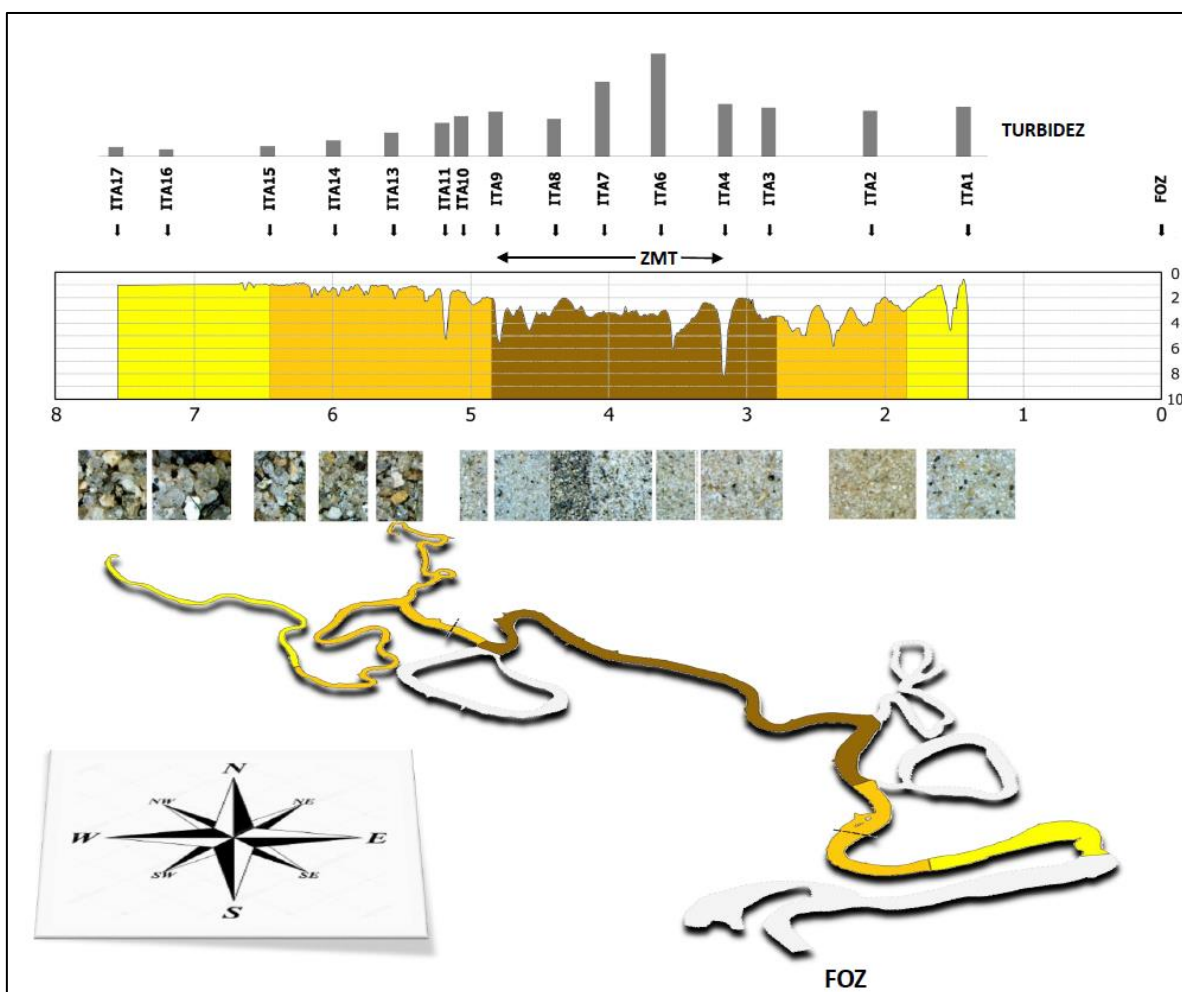 TURBIDEZ
ITA17
ITA16
ITA15
ITA14
ITA13
ITA11
ITA10
ITA9
ITA8
ITA7
ITA6
ITA4
ITA3
ITA2
ITA1
FOZ
ZMT
0
2
4
6
8
10
8 7 6 5 4 3 2 1 0
N
NW NE
W E
SW SE
S
FOZ